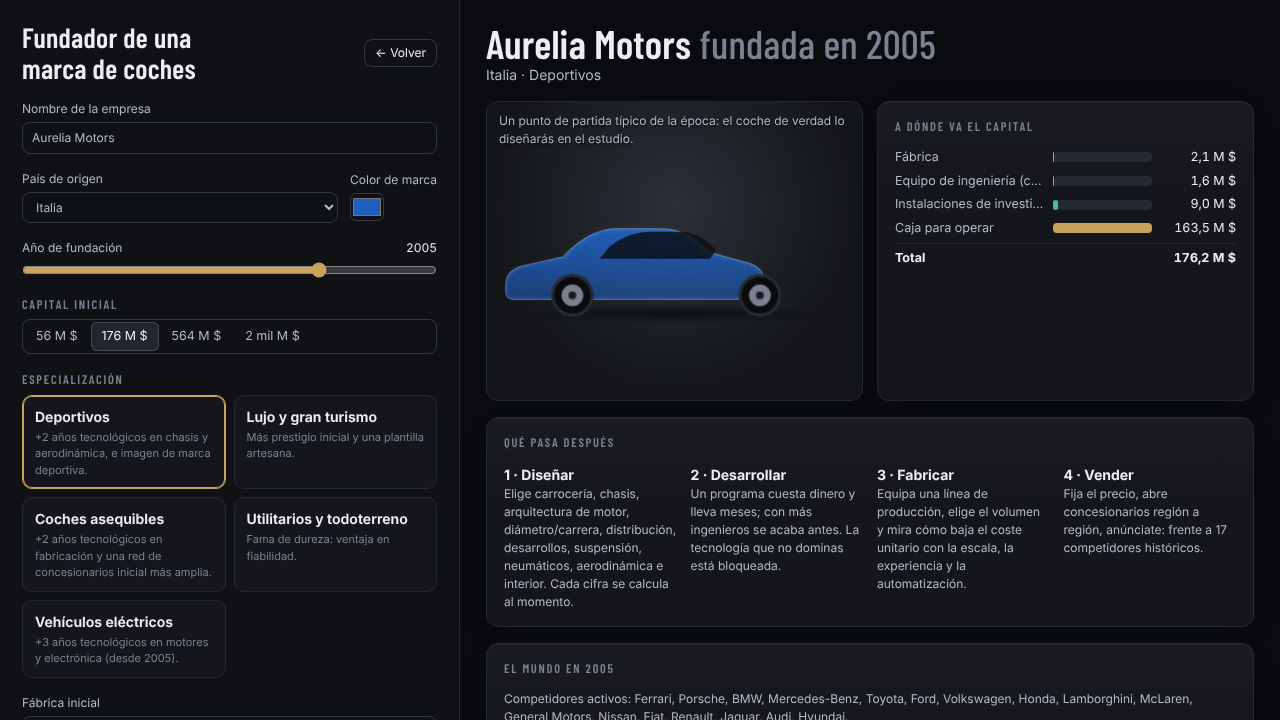 Fundador de una
marca de coches
← Volver
Nombre de la empresa
Aurelia Motors
País de origen
Color de marca
Italia
Año de fundación
2005
CAPITAL INICIAL
56 M $
176 M $
564 M $
2 mil M $
ESPECIALIZACIÓN
Deportivos
+2 años tecnológicos en chasis y
aerodinámica, e imagen de marca
deportiva.
Lujo y gran turismo
Más prestigio inicial y una plantilla
artesana.
Coches asequibles
+2 años tecnológicos en
fabricación y una red de
concesionarios inicial más amplia.
Utilitarios y todoterreno
Fama de dureza: ventaja en
fiabilidad.
Vehículos eléctricos
+3 años tecnológicos en motores
y electrónica (desde 2005).
Fábrica inicial
Aurelia Motors fundada en 2005
Italia · Deportivos
Un punto de partida típico de la época: el coche de verdad lo
diseñarás en el estudio.
A DÓNDE VA EL CAPITAL
Fábrica 2,1 M $
Equipo de ingeniería (c... 1,6 M $
Instalaciones de investi... 9,0 M $
Caja para operar 163,5 M $
Total 176,2 M $
QUÉ PASA DESPUÉS
1 · Diseñar
Elige carrocería, chasis,
arquitectura de motor,
diámetro/carrera, distribución,
desarrollos, suspensión,
neumáticos, aerodinámica e
interior. Cada cifra se calcula
al momento.
2 · Desarrollar
Un programa cuesta dinero y
lleva meses; con más
ingenieros se acaba antes. La
tecnología que no dominas
está bloqueada.
3 · Fabricar
Equipa una línea de
producción, elige el volumen
y mira cómo baja el coste
unitario con la escala, la
experiencia y la
automatización.
4 · Vender
Fija el precio, abre
concesionarios región a
región, anúnciate: frente a 17
competidores históricos.
EL MUNDO EN 2005
Competidores activos: Ferrari, Porsche, BMW, Mercedes-Benz, Toyota, Ford, Volkswagen, Honda, Lamborghini, McLaren,
General Motors, Nissan, Fiat, Renault, Jaguar, Audi, Hyundai.